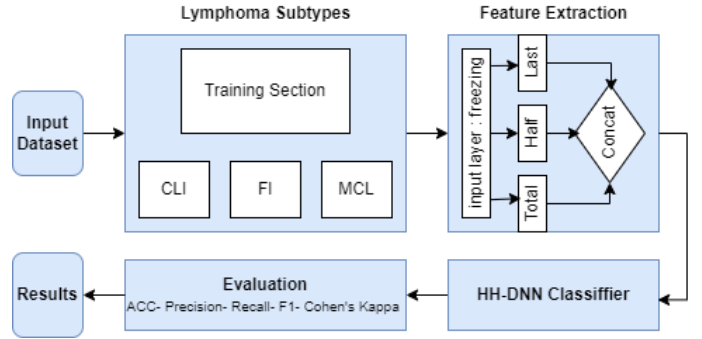 Lymphoma Subtypes
Feature Extraction
Input
Dataset
Training Section
CLI
FI
MCL
input layer : freezing
Last
Half
Total
Concat
HH-DNN Classiffier
Evaluation
ACC- Precision- Recall- F1- Cohen's Kappa
Results